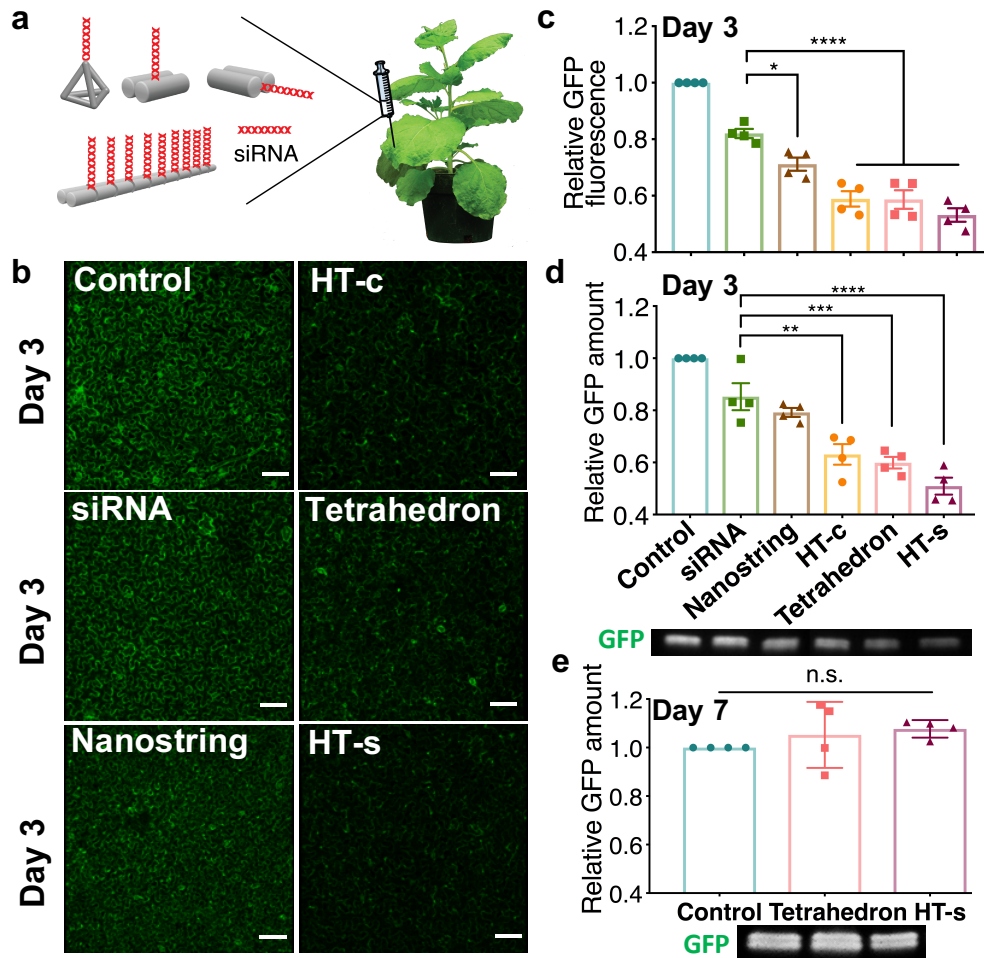 a
siRNA
b
Day 3
Control
HT-c
Day 3
siRNA
Tetrahedron
Day 3
Nanostring
HT-s
c
Day 3
Relative GFP
fluorescence
1.2
1.0
0.8
0.6
0.4
****
*
d
Day 3
Relative GFP amount
1.2
1.0
0.8
0.6
0.4
****
***
**
Control
siRNA
Nanostring
HT-c
Tetrahedron
HT-s
GFP
e
Day 7
Relative GFP amount
1.2
1.0
0.8
0.6
0.4
n.s.
Control Tetrahedron HT-s
GFP